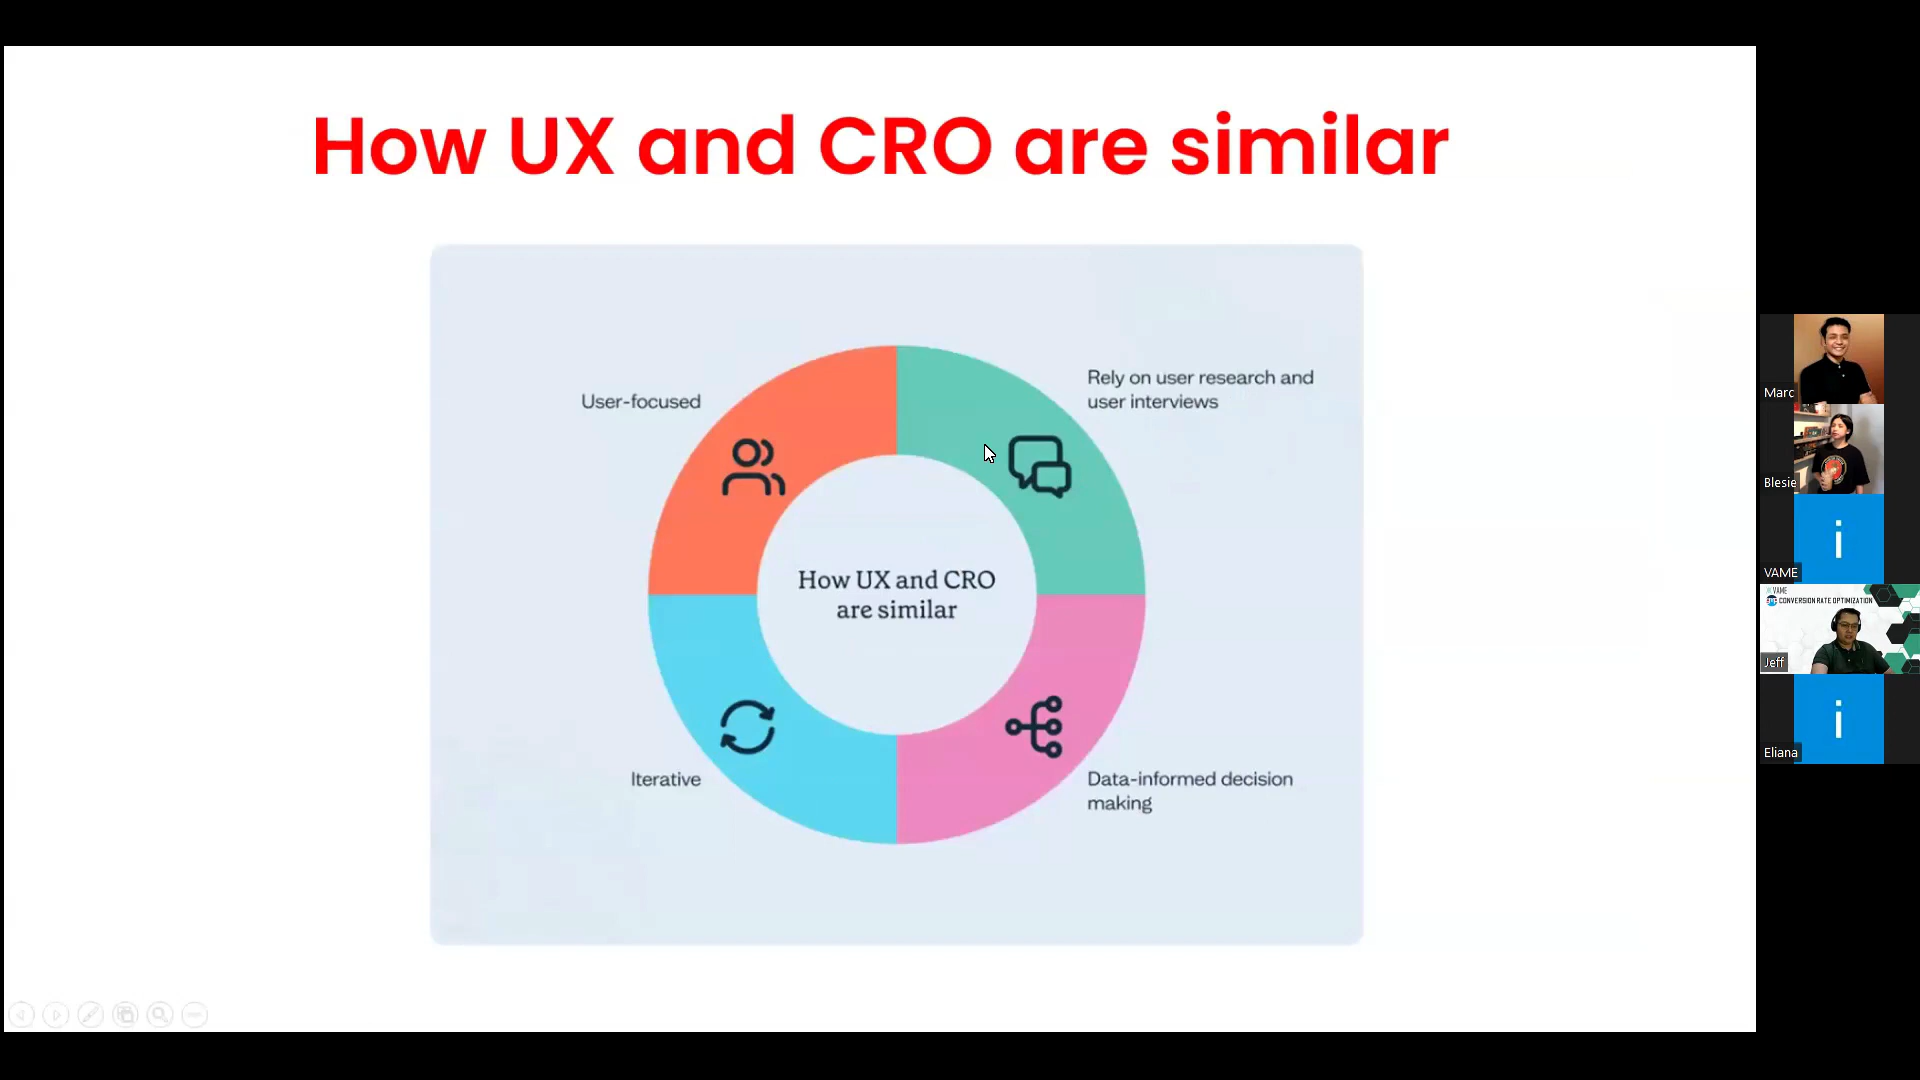 How UX and CRO are similar
User-focused
Rely on user research and
user interviews
How UX and CRO
are similar
Iterative
Data-informed decision
making
Marc
Blesie
i
VAME
VAME
CONVERSION RATE OPTIMIZATION
Jeff
i
Eliana